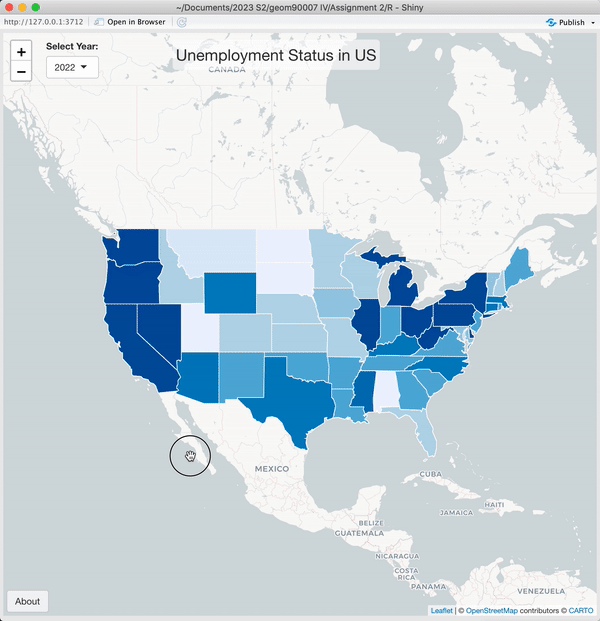 ~/Documents/2023 S2/geom90007 IV/Assignment 2/R - Shiny
http://127.0.0.1:3712
Open in Browser
Publish
+
−
Select Year:
2022
Unemployment Status in US
CANADA
MEXICO
CUBA
HAITI
JAMAICA
BELIZE
GUATEMALA
NICARAGUA
COSTA
RICA
PANAMA
VENEZUELA
About
Leaflet | © OpenStreetMap contributors © CARTO